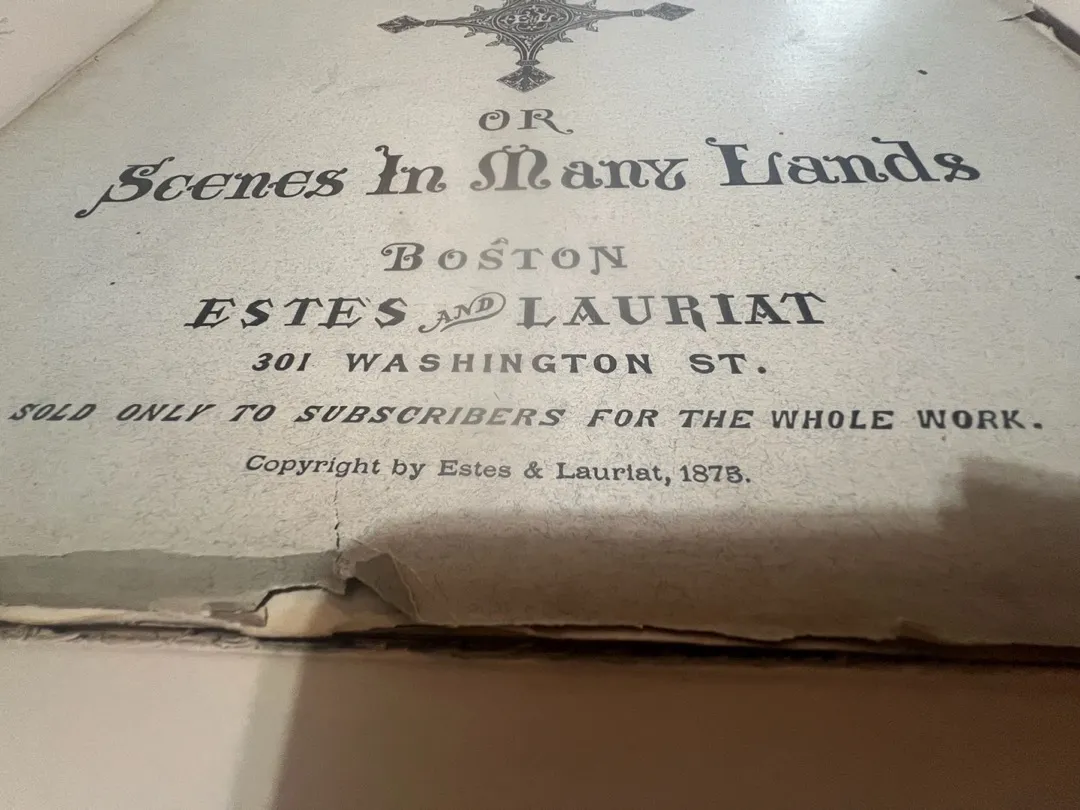 E&L
OR
Scenes In Many Lands
BOSTON
ESTES AND LAURIAT
301 WASHINGTON ST.
SOLD ONLY TO SUBSCRIBERS FOR THE WHOLE WORK.
Copyright by Estes & Lauriat, 1875.